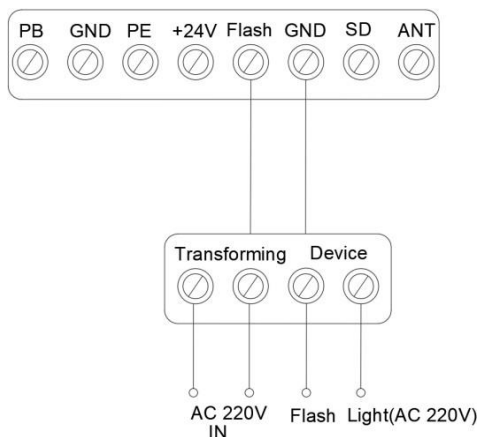 PB GND PE +24V Flash GND SD ANT
Transforming Device
AC 220V Flash Light(AC 220V)
IN